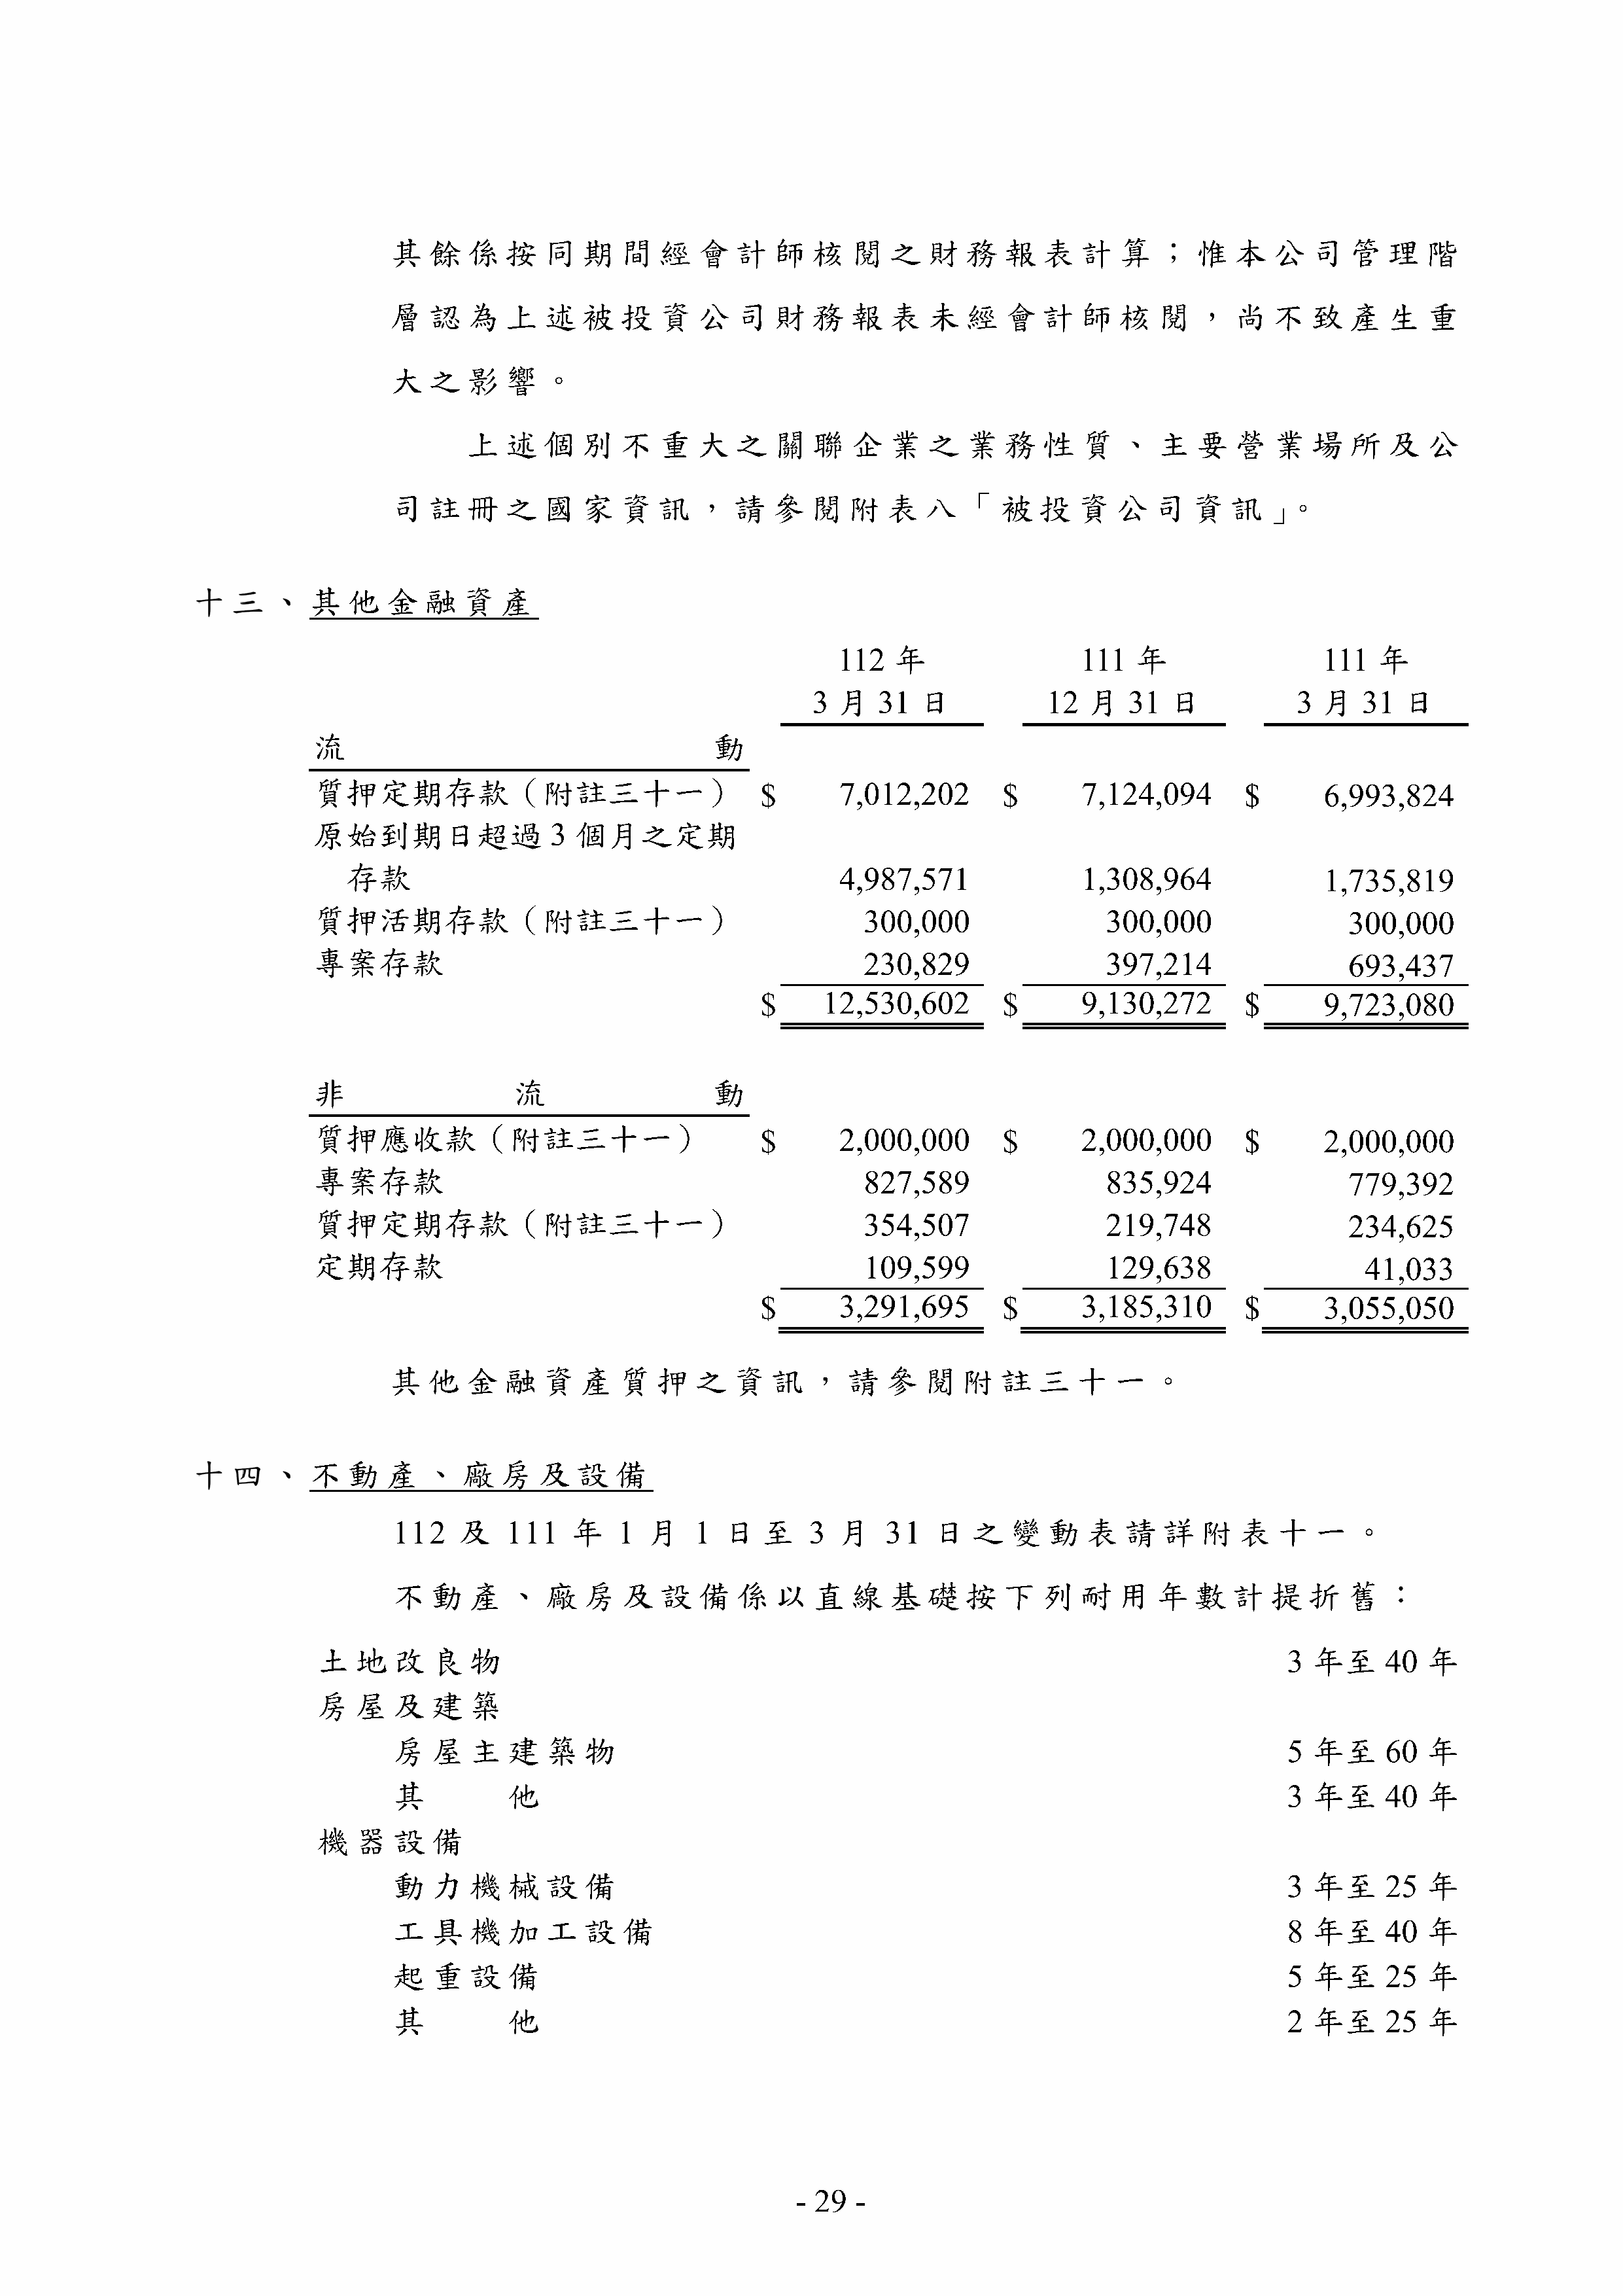 其餘係按同期間經會計師核閱之財務報表計算；惟本公司管理階
層認為上述被投資公司財務報表未經會計師核閱，尚不致產生重
大之影響。
上述個別不重大之關聯企業之業務性質、主要營業場所及公
司註冊之國家資訊，請參閱附表八「被投資公司資訊」。
十三、其他金融資產
112 年 111 年 111 年
3 月 31 日 12 月 31 日 3 月 31 日
流動
質押定期存款（附註三十一） $ 7,012,202 $ 7,124,094 $ 6,993,824
原始到期日超過 3 個月之定期
存款 4,987,571 1,308,964 1,735,819
質押活期存款（附註三十一） 300,000 300,000 300,000
專案存款 230,829 397,214 693,437
$ 12,530,602 $ 9,130,272 $ 9,723,080
非流動
質押應收款（附註三十一） $ 2,000,000 $ 2,000,000 $ 2,000,000
專案存款 827,589 835,924 779,392
質押定期存款（附註三十一） 354,507 219,748 234,625
定期存款 109,599 129,638 41,033
$ 3,291,695 $ 3,185,310 $ 3,055,050
其他金融資產質押之資訊，請參閱附註三十一。
十四、不動產、廠房及設備
112 及 111 年 1 月 1 日至 3 月 31 日之變動表請詳附表十一。
不動產、廠房及設備係以直線基礎按下列耐用年數計提折舊：
土地改良物 3 年至 40 年
房屋及建築
房屋主建築物 5 年至 60 年
其他 3 年至 40 年
機器設備
動力機械設備 3 年至 25 年
工具機加工設備 8 年至 40 年
起重設備 5 年至 25 年
其他 2 年至 25 年
- 29 -